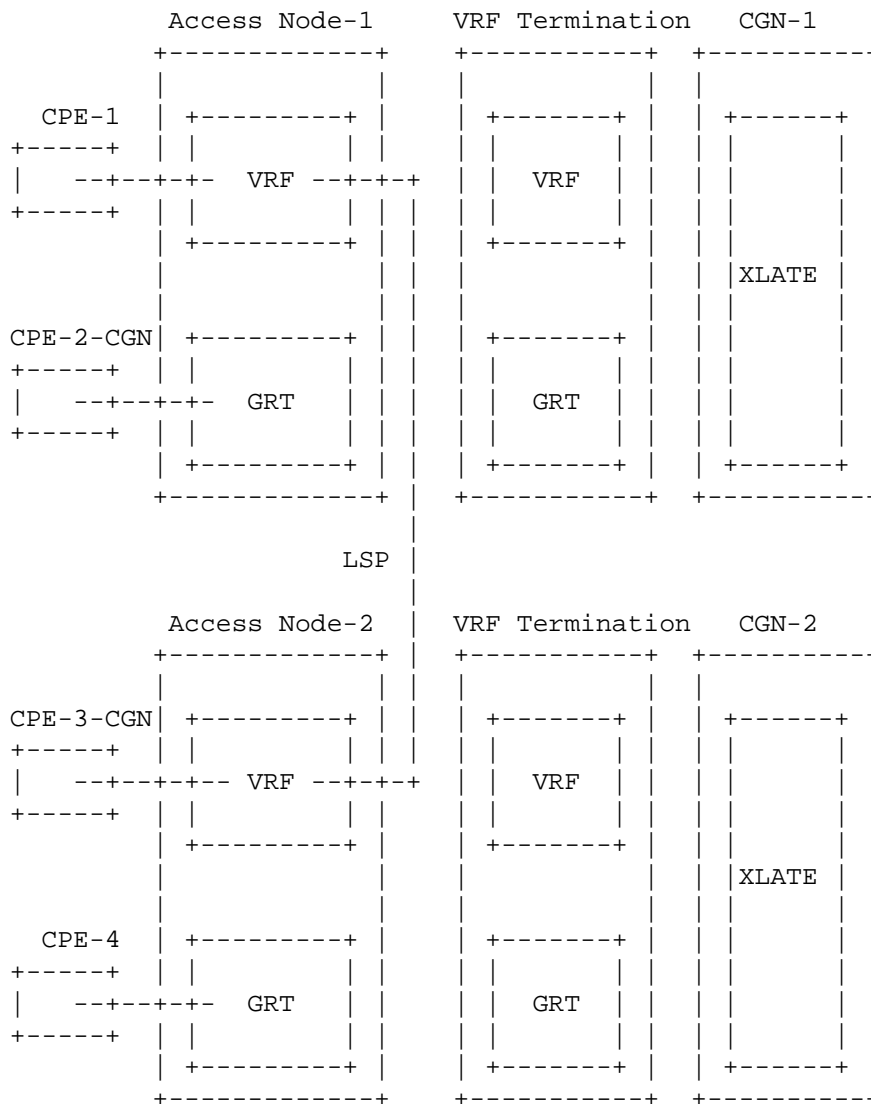 Access Node-1 VRF Termination CGN-1
CPE-1
VRF VRF
XLATE
CPE-2-CGN
GRT GRT
LSP
Access Node-2 VRF Termination CGN-2
CPE-3-CGN
VRF VRF
XLATE
CPE-4
GRT GRT